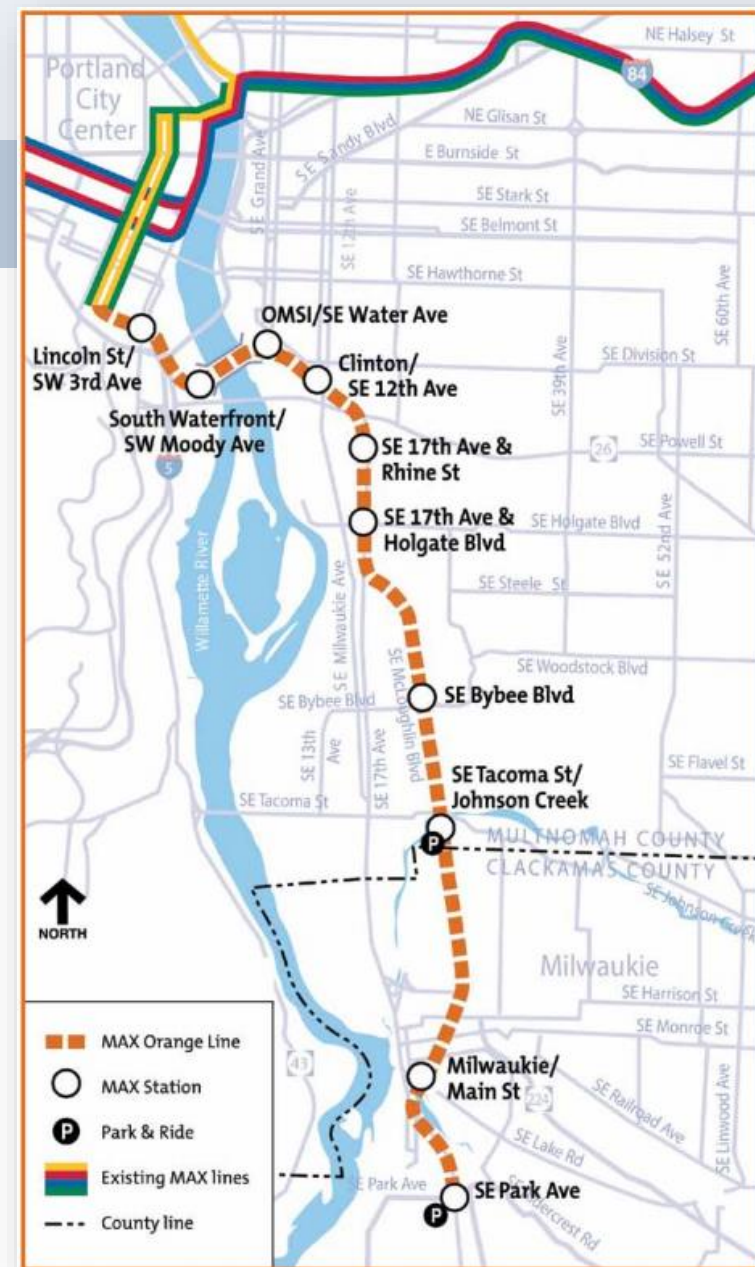 NE Halsey St
84
Portland
City
Center
NE Glisan St
SE Sandy Blvd
E Burnside St
SE Grand Ave
SE 12th Ave
SE Stark St
SE Belmont St
SE Hawthorne St
SE 60th Ave
OMSI/SE Water Ave
Lincoln St/
SW 3rd Ave
Clinton/
SE 12th Ave
SE 39th Ave
SE Division St
South Waterfront/
SW Moody Ave
5
SE 17th Ave &
Rhine St
26
SE Powell St
SE 17th Ave &
Holgate Blvd
SE Holgate Blvd
SE 52nd Ave
Willamette River
SE Milwaukie Ave
SE Steele St
SE Woodstock Blvd
SE Bybee Blvd
SE McLoughlin Blvd
SE Bybee Blvd
SE 13th
Ave
SE 17th Ave
SE Flavel St
SE Tacoma St/
Johnson Creek
SE Tacoma St
P
MULTNOMAH COUNTY
CLACKAMAS COUNTY
SE Johnson Creek
NORTH
Milwaukie
SE Harrison St
SE Monroe St
43
Milwaukie/
Main St
224
SE Railroad Ave
SE Linwood Ave
SE Lake Rd
SE Park Ave
SE Park Ave
P
MAX Orange Line
MAX Station
P
Park & Ride
Existing MAX lines
County line